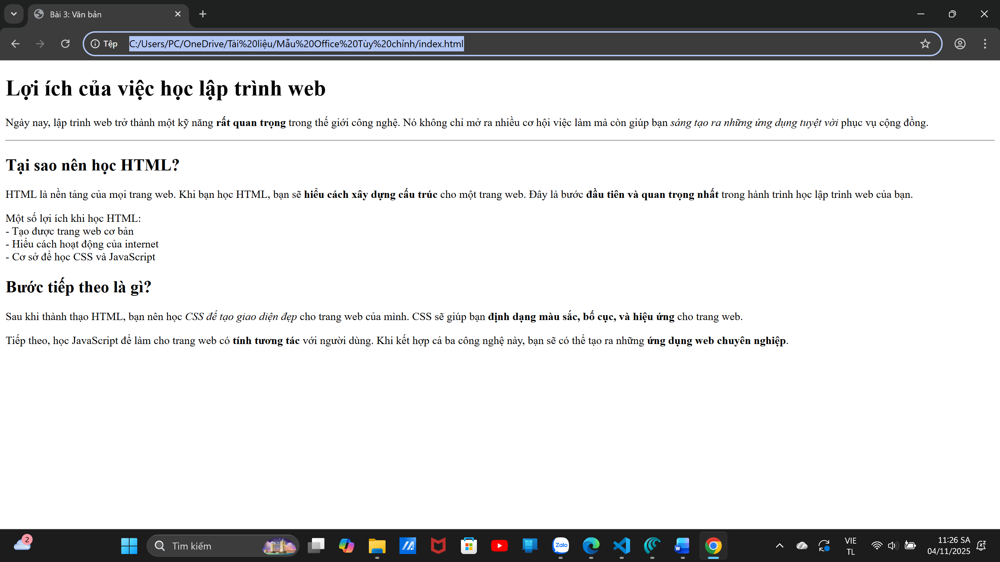 Bài 3: Văn bản
Tệp C:/Users/PC/OneDrive/Tài%20liệu/Mẫu%20Office%20Tùy%20chỉnh/index.html
Lợi ích của việc học lập trình web
Ngày nay, lập trình web trở thành một kỹ năng rất quan trọng trong thế giới công nghệ. Nó không chỉ mở ra nhiều cơ hội việc làm mà còn giúp bạn sáng tạo ra những ứng dụng tuyệt vời phục vụ cộng đồng.
Tại sao nên học HTML?
HTML là nền tảng của mọi trang web. Khi bạn học HTML, bạn sẽ hiểu cách xây dựng cấu trúc cho một trang web. Đây là bước đầu tiên và quan trọng nhất trong hành trình học lập trình web của bạn.
Một số lợi ích khi học HTML:
- Tạo được trang web cơ bản
- Hiểu cách hoạt động của internet
- Cơ sở để học CSS và JavaScript
Bước tiếp theo là gì?
Sau khi thành thạo HTML, bạn nên học CSS để tạo giao diện đẹp cho trang web của mình. CSS sẽ giúp bạn định dạng màu sắc, bố cục, và hiệu ứng cho trang web.
Tiếp theo, học JavaScript để làm cho trang web có tính tương tác với người dùng. Khi kết hợp cả ba công nghệ này, bạn sẽ có thể tạo ra những ứng dụng web chuyên nghiệp.
2
Tìm kiếm
Zalo
W
VIE
TL
11:26 SA
04/11/2025